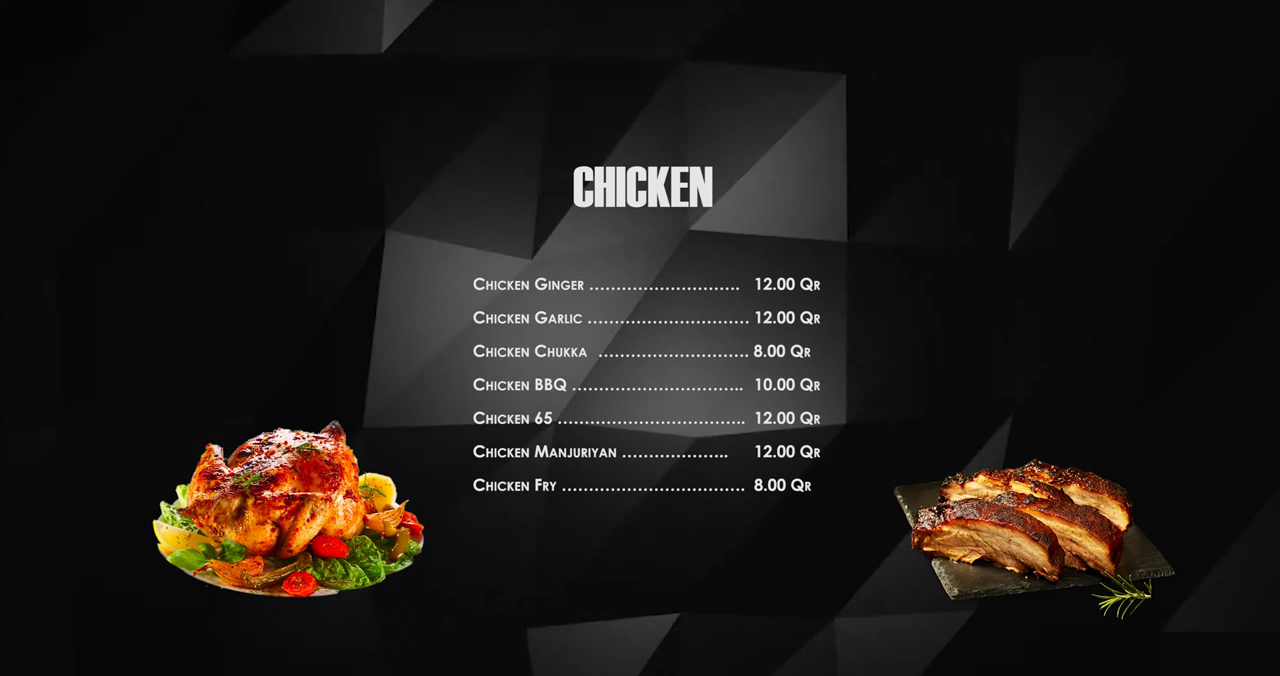 CHICKEN
Chicken Ginger ............................ 12.00 Qr
Chicken Garlic .............................. 12.00 Qr
Chicken Chukka ............................ 8.00 Qr
Chicken BBQ ................................ 10.00 Qr
Chicken 65 ................................... 12.00 Qr
Chicken Manjuriyan .................... 12.00 Qr
Chicken Fry .................................. 8.00 Qr